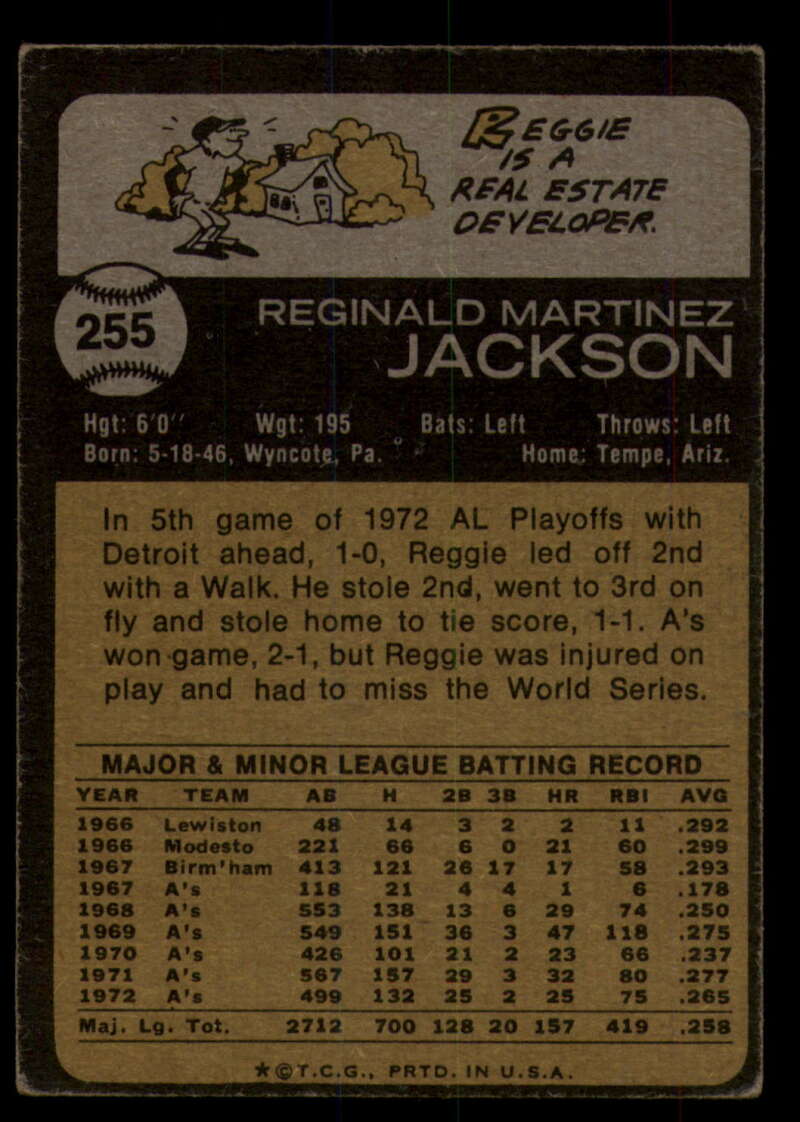 REGGIE
IS A
REAL ESTATE
DEVELOPER.
255
REGINALD MARTINEZ
JACKSON
Hgt: 6'0'' Wgt: 195 Bats: Left Throws: Left
Born: 5-18-46, Wyncote, Pa. Home: Tempe, Ariz.
In 5th game of 1972 AL Playoffs with
Detroit ahead, 1-0, Reggie led off 2nd
with a Walk. He stole 2nd, went to 3rd on
fly and stole home to tie score, 1-1. A's
won game, 2-1, but Reggie was injured on
play and had to miss the World Series.
MAJOR & MINOR LEAGUE BATTING RECORD
YEAR TEAM AB H 2B 3B HR RBI AVG
1966 Lewiston 48 14 3 2 2 11 .292
1966 Modesto 221 66 6 0 21 60 .299
1967 Birm'ham 413 121 26 17 17 58 .293
1967 A's 118 21 4 4 1 6 .178
1968 A's 553 138 13 6 29 74 .250
1969 A's 549 151 36 3 47 118 .275
1970 A's 426 101 21 2 23 66 .237
1971 A's 567 157 29 3 32 80 .277
1972 A's 499 132 25 2 25 75 .265
Maj. Lg. Tot. 2712 700 128 20 157 419 .258
★©T.C.G., PRTD. IN U.S.A.